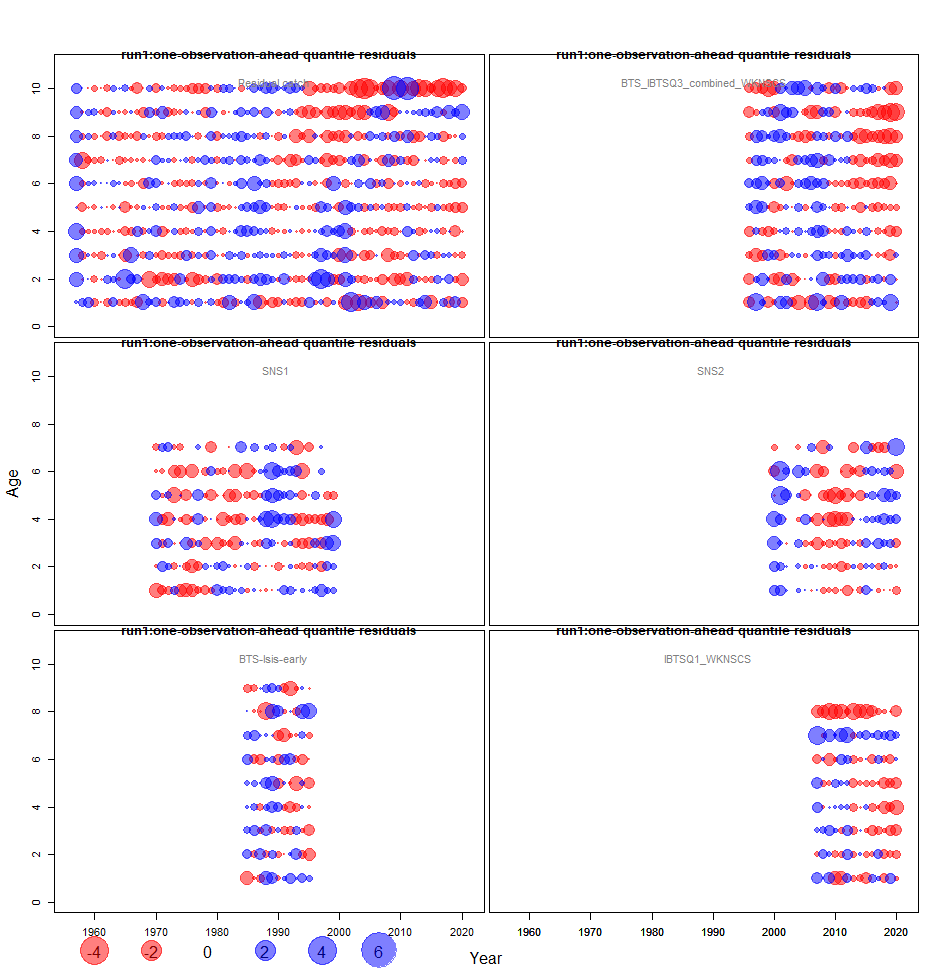 run1:one-observation-ahead quantile residuals run1:one-observation-ahead quantile residuals
Residual catch BTS_IBTSQ3_combined_WKNSCS
10
8
6
4
2
0
run1:one-observation-ahead quantile residuals run1:one-observation-ahead quantile residuals
SNS1 SNS2
10
8
6
4
2
0
Age
run1:one-observation-ahead quantile residuals run1:one-observation-ahead quantile residuals
BTS-Isis-early IBTSQ1_WKNSCS
10
8
6
4
2
0
1960 1970 1980 1990 2000 2010 2020 1960 1970 1980 1990 2000 2010 2020
-4 -2 0 2 4 6
Year